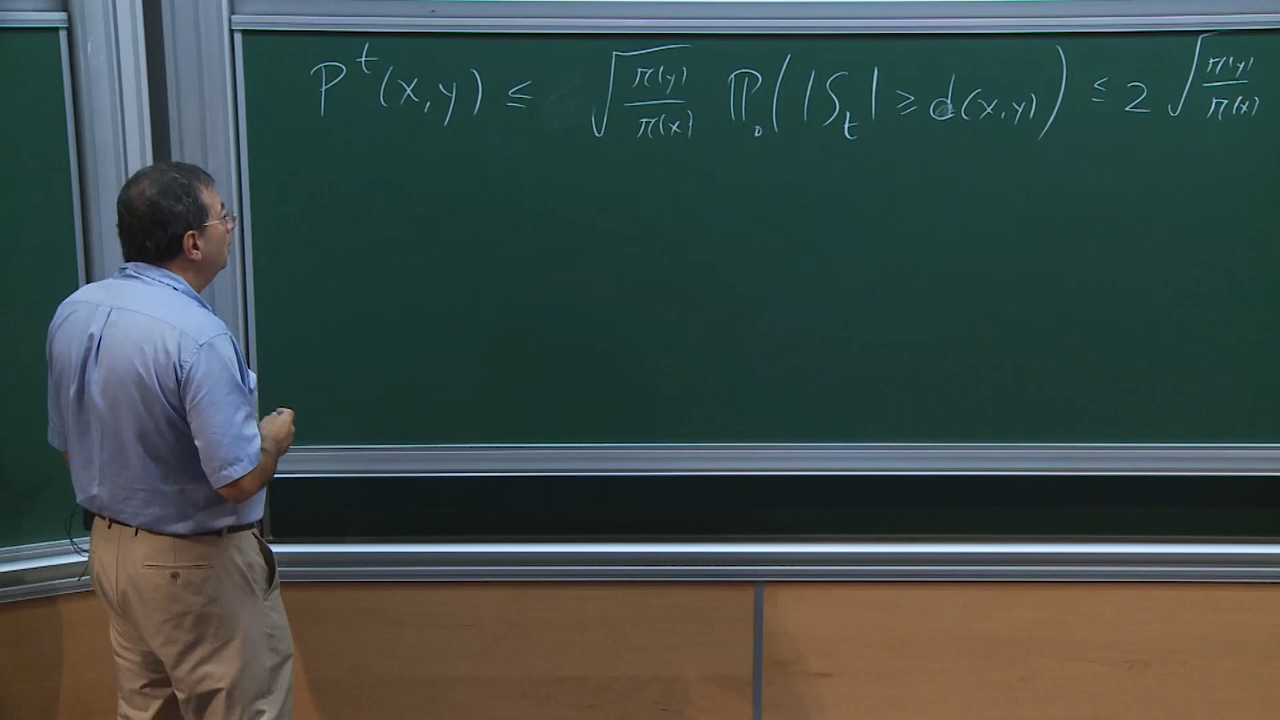 P^t(x,y) ≤ √(π(y)/π(x)) ℙ₀(|S_t| ≥ d(x,y)) ≤ 2 √(π(y)/π(x))